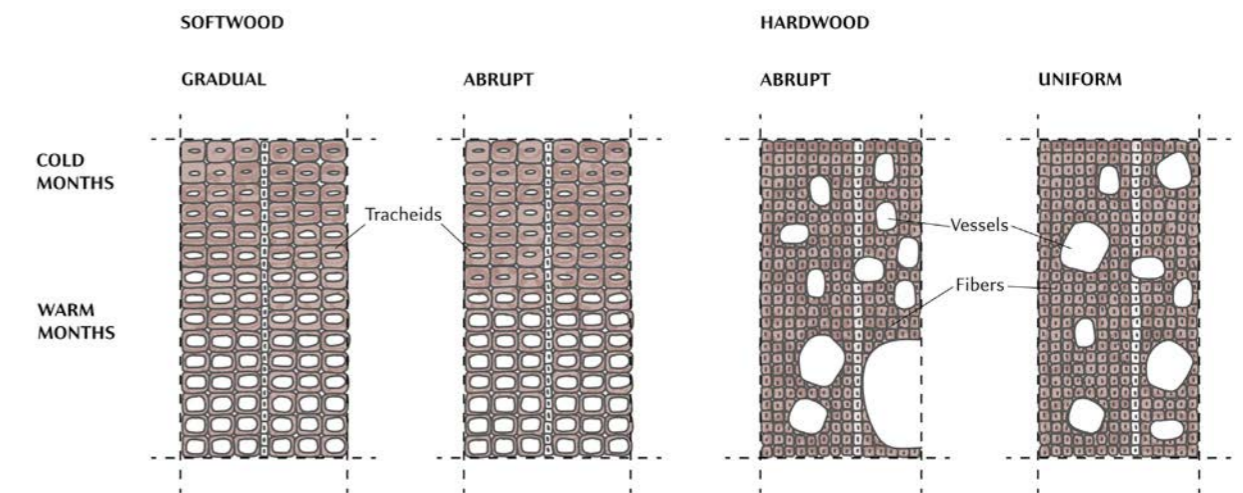 SOFTWOOD
HARDWOOD
GRADUAL
ABRUPT
ABRUPT
UNIFORM
COLD
MONTHS
Tracheids
Vessels
Fibers
WARM
MONTHS